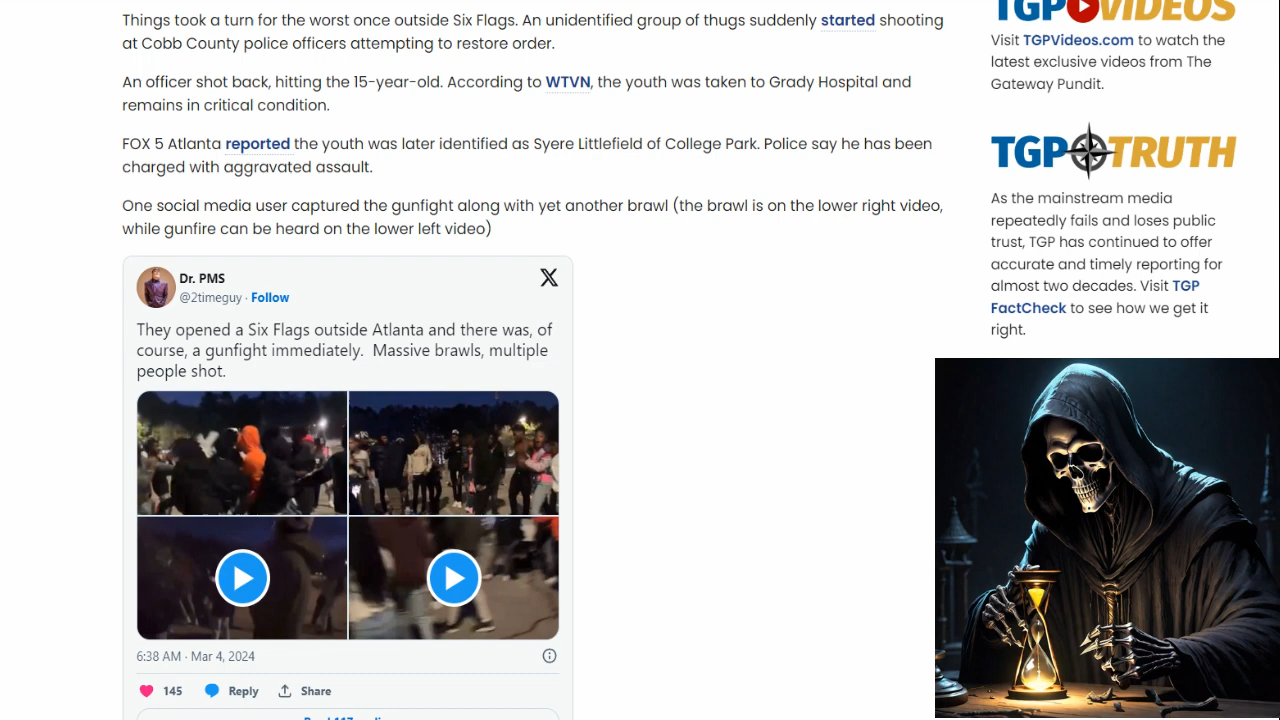 Things took a turn for the worst once outside Six Flags. An unidentified group of thugs suddenly started shooting
at Cobb County police officers attempting to restore order.
An officer shot back, hitting the 15-year-old. According to WTVN, the youth was taken to Grady Hospital and
remains in critical condition.
FOX 5 Atlanta reported the youth was later identified as Syere Littlefield of College Park. Police say he has been
charged with aggravated assault.
One social media user captured the gunfight along with yet another brawl (the brawl is on the lower right video,
while gunfire can be heard on the lower left video)
Dr. PMS
@2timeguy · Follow
They opened a Six Flags outside Atlanta and there was, of
course, a gunfight immediately.  Massive brawls, multiple
people shot.
6:38 AM · Mar 4, 2024
145 Reply Share
TGP VIDEOS
Visit TGPVideos.com to watch the
latest exclusive videos from The
Gateway Pundit.
TGP TRUTH
As the mainstream media
repeatedly fails and loses public
trust, TGP has continued to offer
accurate and timely reporting for
almost two decades. Visit TGP
FactCheck to see how we get it
right.